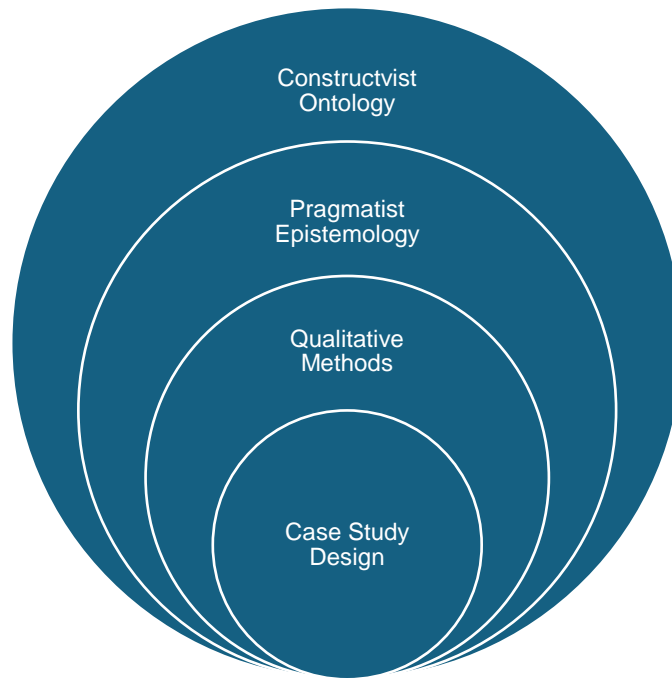 Constructvist
Ontology
Pragmatist
Epistemology
Qualitative
Methods
Case Study
Design